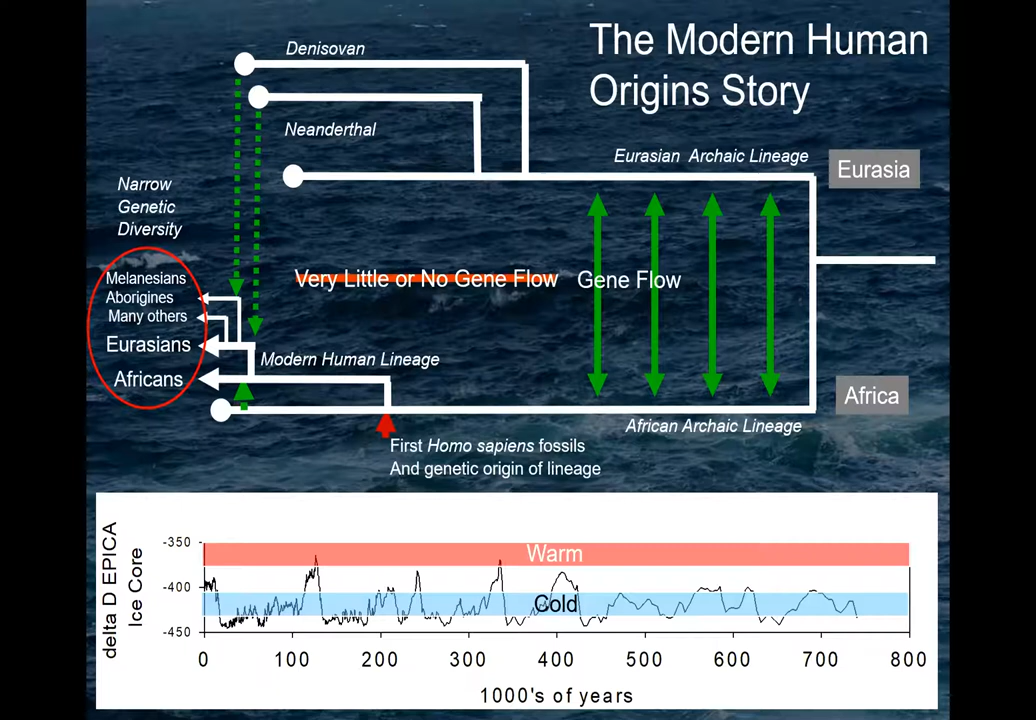 The Modern Human
Origins Story
Denisovan
Neanderthal
Eurasian Archaic Lineage
Eurasia
Narrow
Genetic
Diversity
Very Little or No Gene Flow
Gene Flow
Melanesians
Aborigines
Many others
Eurasians
Africans
Modern Human Lineage
Africa
African Archaic Lineage
First Homo sapiens fossils
And genetic origin of lineage
delta D EPICA
Ice Core
-350
-400
-450
Warm
Cold
0 100 200 300 400 500 600 700 800
1000's of years